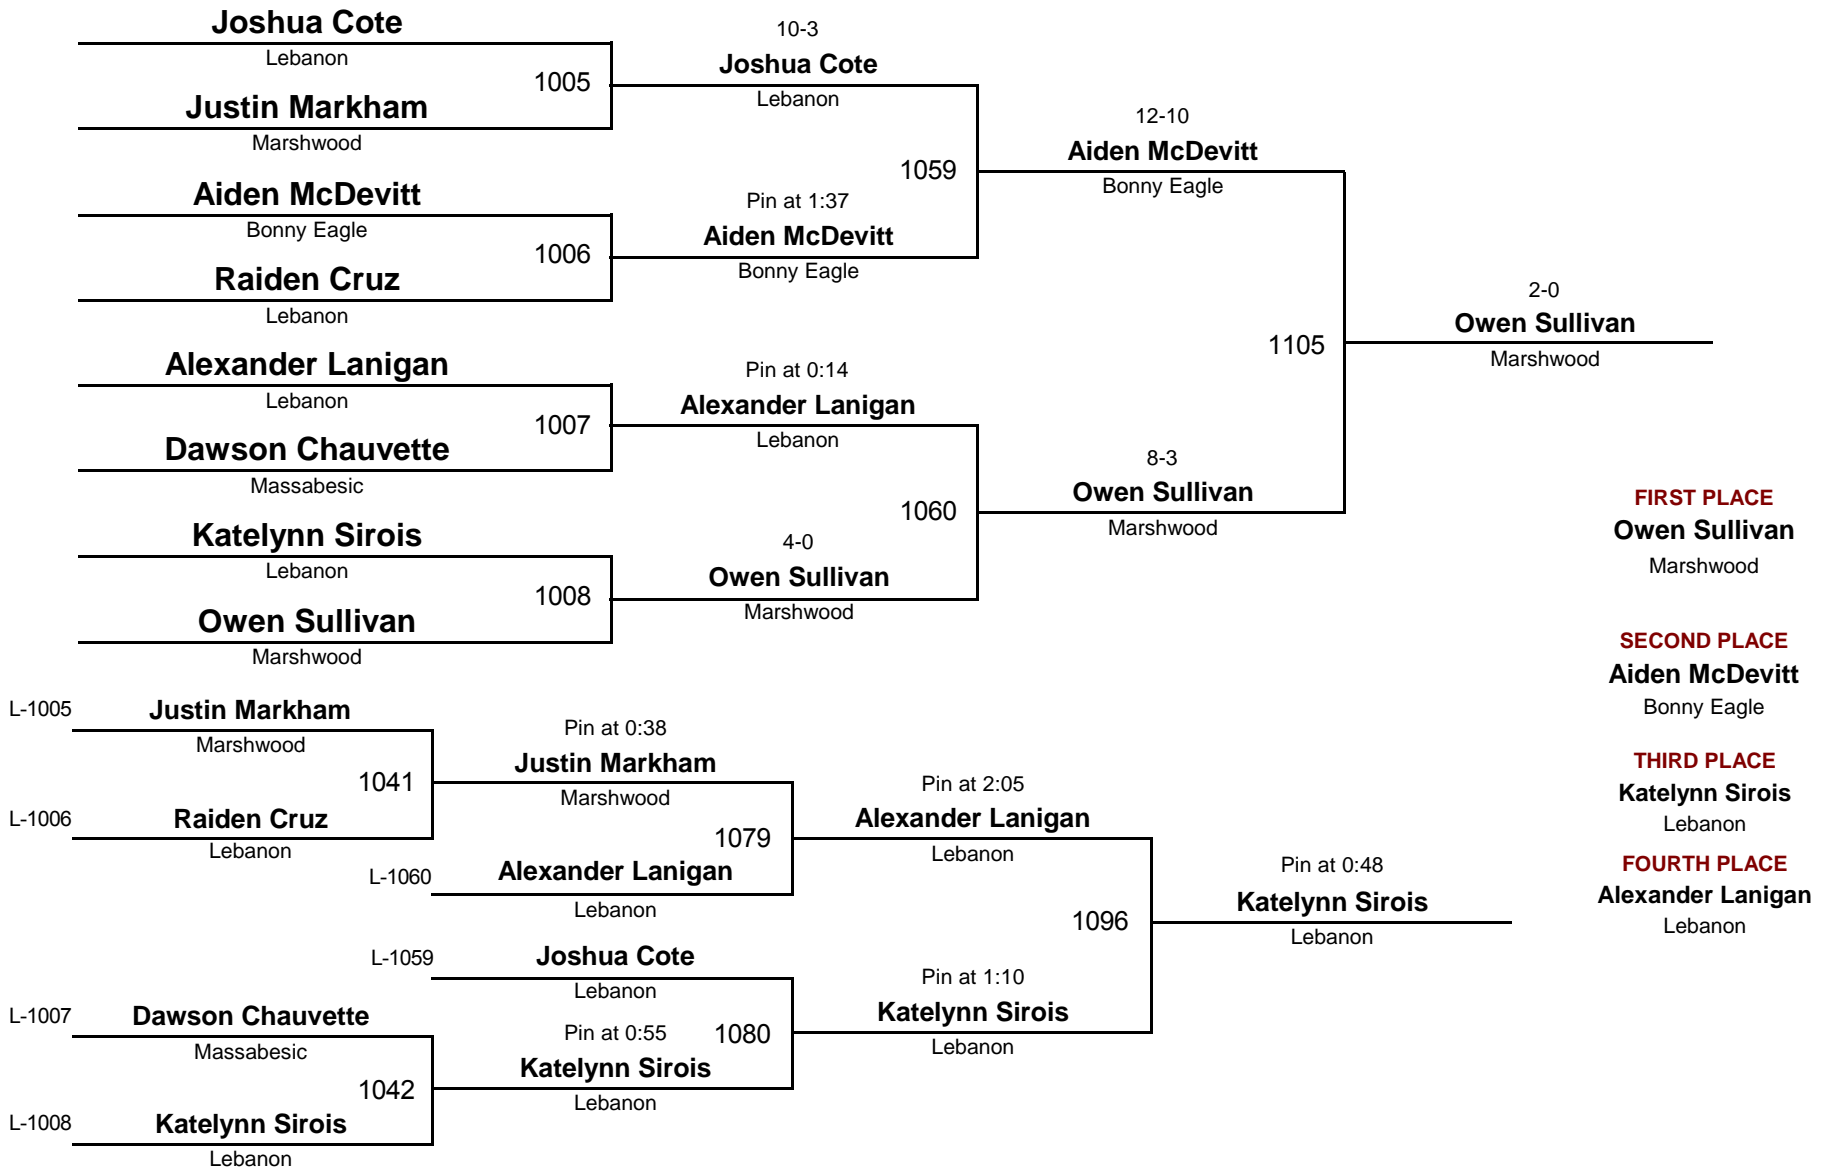 Joshua Cote
Lebanon
1005
Justin Markham
Marshwood
10-3
Joshua Cote
Lebanon
1059
Aiden McDevitt
Bonny Eagle
1006
Raiden Cruz
Lebanon
Pin at 1:37
Aiden McDevitt
Bonny Eagle
12-10
Aiden McDevitt
Bonny Eagle
1105
Alexander Lanigan
Lebanon
1007
Dawson Chauvette
Massabesic
Pin at 0:14
Alexander Lanigan
Lebanon
1060
Katelynn Sirois
Lebanon
1008
Owen Sullivan
Marshwood
4-0
Owen Sullivan
Marshwood
8-3
Owen Sullivan
Marshwood
2-0
Owen Sullivan
Marshwood
FIRST PLACE
Owen Sullivan
Marshwood
SECOND PLACE
Aiden McDevitt
Bonny Eagle
THIRD PLACE
Katelynn Sirois
Lebanon
FOURTH PLACE
Alexander Lanigan
Lebanon
L-1005
Justin Markham
Marshwood
1041
L-1006
Raiden Cruz
Lebanon
Pin at 0:38
Justin Markham
Marshwood
1079
L-1060
Alexander Lanigan
Lebanon
Pin at 2:05
Alexander Lanigan
Lebanon
1096
L-1059
Joshua Cote
Lebanon
1080
L-1007
Dawson Chauvette
Massabesic
1042
L-1008
Katelynn Sirois
Lebanon
Pin at 0:55
Katelynn Sirois
Lebanon
Pin at 1:10
Katelynn Sirois
Lebanon
Pin at 0:48
Katelynn Sirois
Lebanon